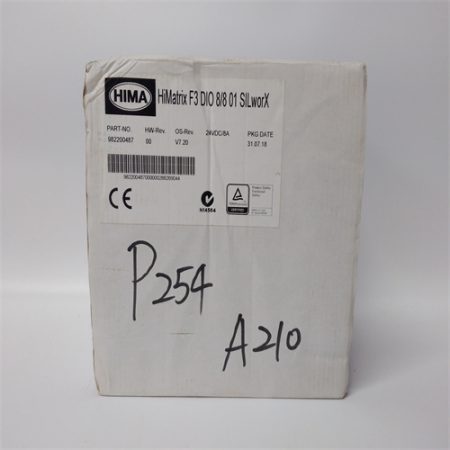 HIMA
HiMatrix F3 DIO 8/8 01 SILworX
PART-NO. HW-Rev. OS-Rev. 24VDC/8A PKG.DATE
982200487 00 V7.20 31.07.18
CE
N14554
P254
A210